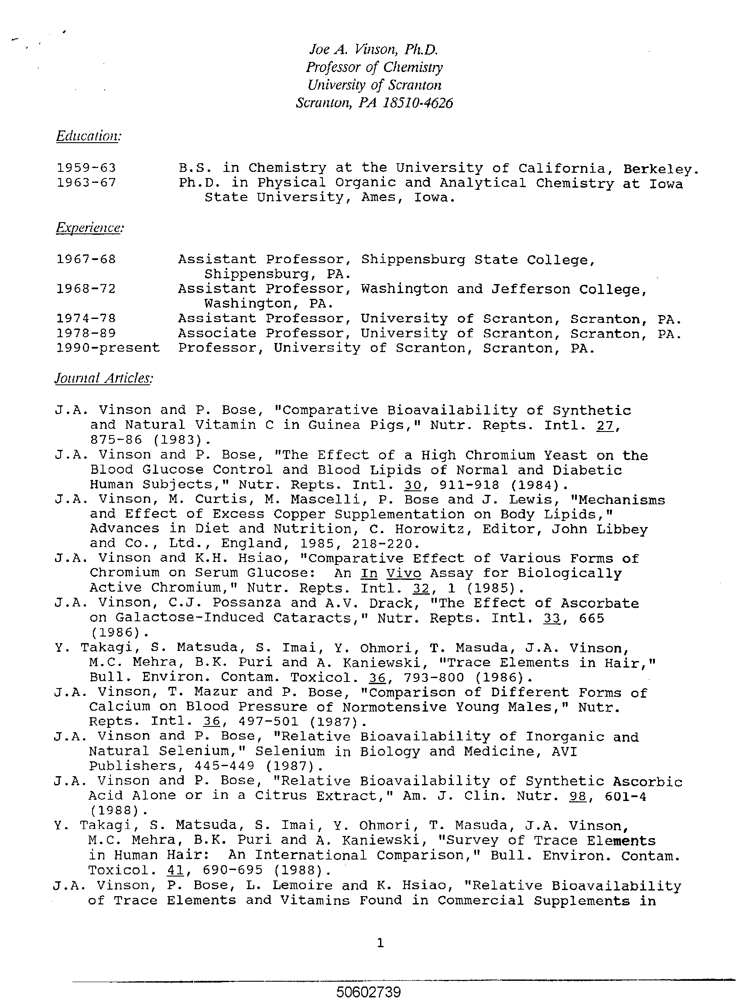 Joe A. Vinson, Ph.D.
Professor of Chemistry
University of Scranton
Scranton, PA 18510-4626
Education:
1959-63 B.S. in Chemistry at the University of California, Berkeley.
1963-67 Ph.D. in Physical Organic and Analytical Chemistry at Iowa
State University, Ames, Iowa.
Experience:
1967-68 Assistant Professor, Shippensburg State College,
Shippensburg, PA.
1968-72 Assistant Professor, Washington and Jefferson College,
Washington, PA.
1974-78 Assistant Professor, University of Scranton, Scranton, PA.
1978-89 Associate Professor, University of Scranton, Scranton, PA.
1990-present Professor, University of Scranton, Scranton, PA.
Journal Articles:
J.A. Vinson and P. Bose, "Comparative Bioavailability of Synthetic
and Natural Vitamin C in Guinea Pigs," Nutr. Repts. Intl. 27,
875-86 (1983).
J.A. Vinson and P. Bose, "The Effect of a High Chromium Yeast on the
Blood Glucose Control and Blood Lipids of Normal and Diabetic
Human Subjects," Nutr. Repts. Intl. 30, 911-918 (1984).
J.A. Vinson, M. Curtis, M. Mascelli, P. Bose and J. Lewis, "Mechanisms
and Effect of Excess Copper Supplementation on Body Lipids,"
Advances in Diet and Nutrition, C. Horowitz, Editor, John Libbey
and Co., Ltd., England, 1985, 218-220.
J.A. Vinson and K.H. Hsiao, "Comparative Effect of Various Forms of
Chromium on Serum Glucose: An In Vivo Assay for Biologically
Active Chromium," Nutr. Repts. Intl. 32, 1 (1985).
J.A. Vinson, C.J. Possanza and A.V. Drack, "The Effect of Ascorbate
on Galactose-Induced Cataracts," Nutr. Repts. Intl. 33, 665
(1986).
Y. Takagi, S. Matsuda, S. Imai, Y. Ohmori, T. Masuda, J.A. Vinson,
M.C. Mehra, B.K. Puri and A. Kaniewski, "Trace Elements in Hair,"
Bull. Environ. Contam. Toxicol. 36, 793-800 (1986).
J.A. Vinson, T. Mazur and P. Bose, "Comparison of Different Forms of
Calcium on Blood Pressure of Normotensive Young Males," Nutr.
Repts. Intl. 36, 497-501 (1987).
J.A. Vinson and P. Bose, "Relative Bioavailability of Inorganic and
Natural Selenium," Selenium in Biology and Medicine, AVI
Publishers, 445-449 (1987).
J.A. Vinson and P. Bose, "Relative Bioavailability of Synthetic Ascorbic
Acid Alone or in a Citrus Extract," Am. J. Clin. Nutr. 98, 601-4
(1988).
Y. Takagi, S. Matsuda, S. Imai, Y. Ohmori, T. Masuda, J.A. Vinson,
M.C. Mehra, B.K. Puri and A. Kaniewski, "Survey of Trace Elements
in Human Hair: An International Comparison," Bull. Environ. Contam.
Toxicol. 41, 690-695 (1988).
J.A. Vinson, P. Bose, L. Lemoire and K. Hsiao, "Relative Bioavailability
of Trace Elements and Vitamins Found in Commercial Supplements in
1
50602739